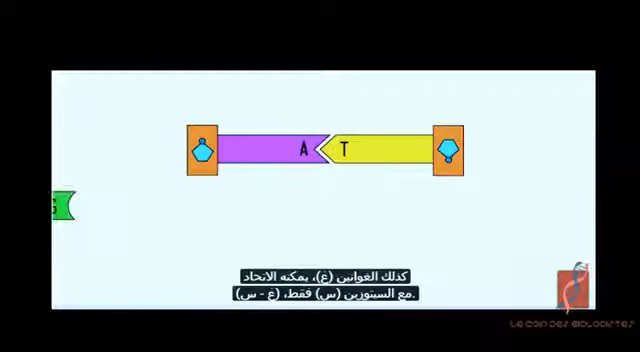 A T
G
كذلك الغوانين (غ)، يمكنه الاتحاد
مع السيتوزين (س) فقط، (غ - س).
LE COIN DES BIOLOGISTES